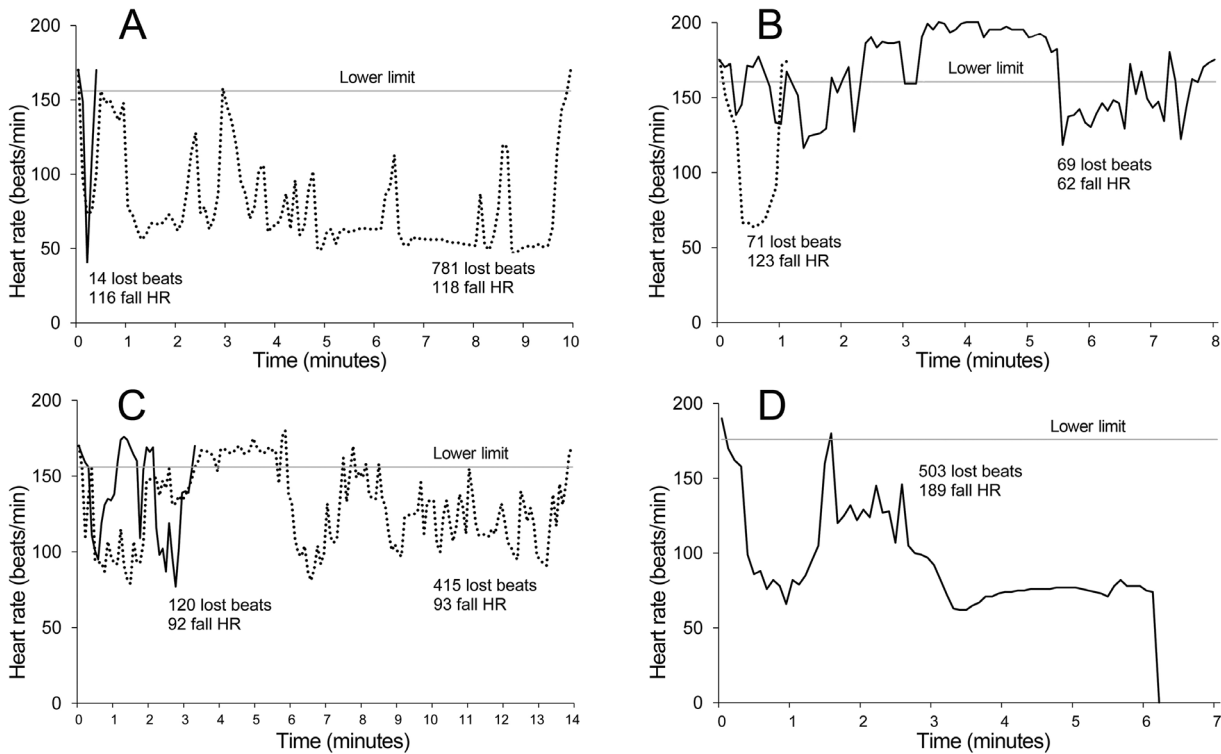 A
Heart rate (beats/min)
200
150
100
50
0
Lower limit
14 lost beats
116 fall HR
781 lost beats
118 fall HR
0 1 2 3 4 5 6 7 8 9 10
Time (minutes)
B
Heart rate (beats/min)
200
150
100
50
0
Lower limit
71 lost beats
123 fall HR
69 lost beats
62 fall HR
0 1 2 3 4 5 6 7 8
Time (minutes)
C
Heart rate (beats/min)
200
150
100
50
0
Lower limit
120 lost beats
92 fall HR
415 lost beats
93 fall HR
0 1 2 3 4 5 6 7 8 9 10 11 12 13 14
Time (minutes)
D
Heart rate (beats/min)
200
150
100
50
0
Lower limit
503 lost beats
189 fall HR
0 1 2 3 4 5 6 7
Time (minutes)